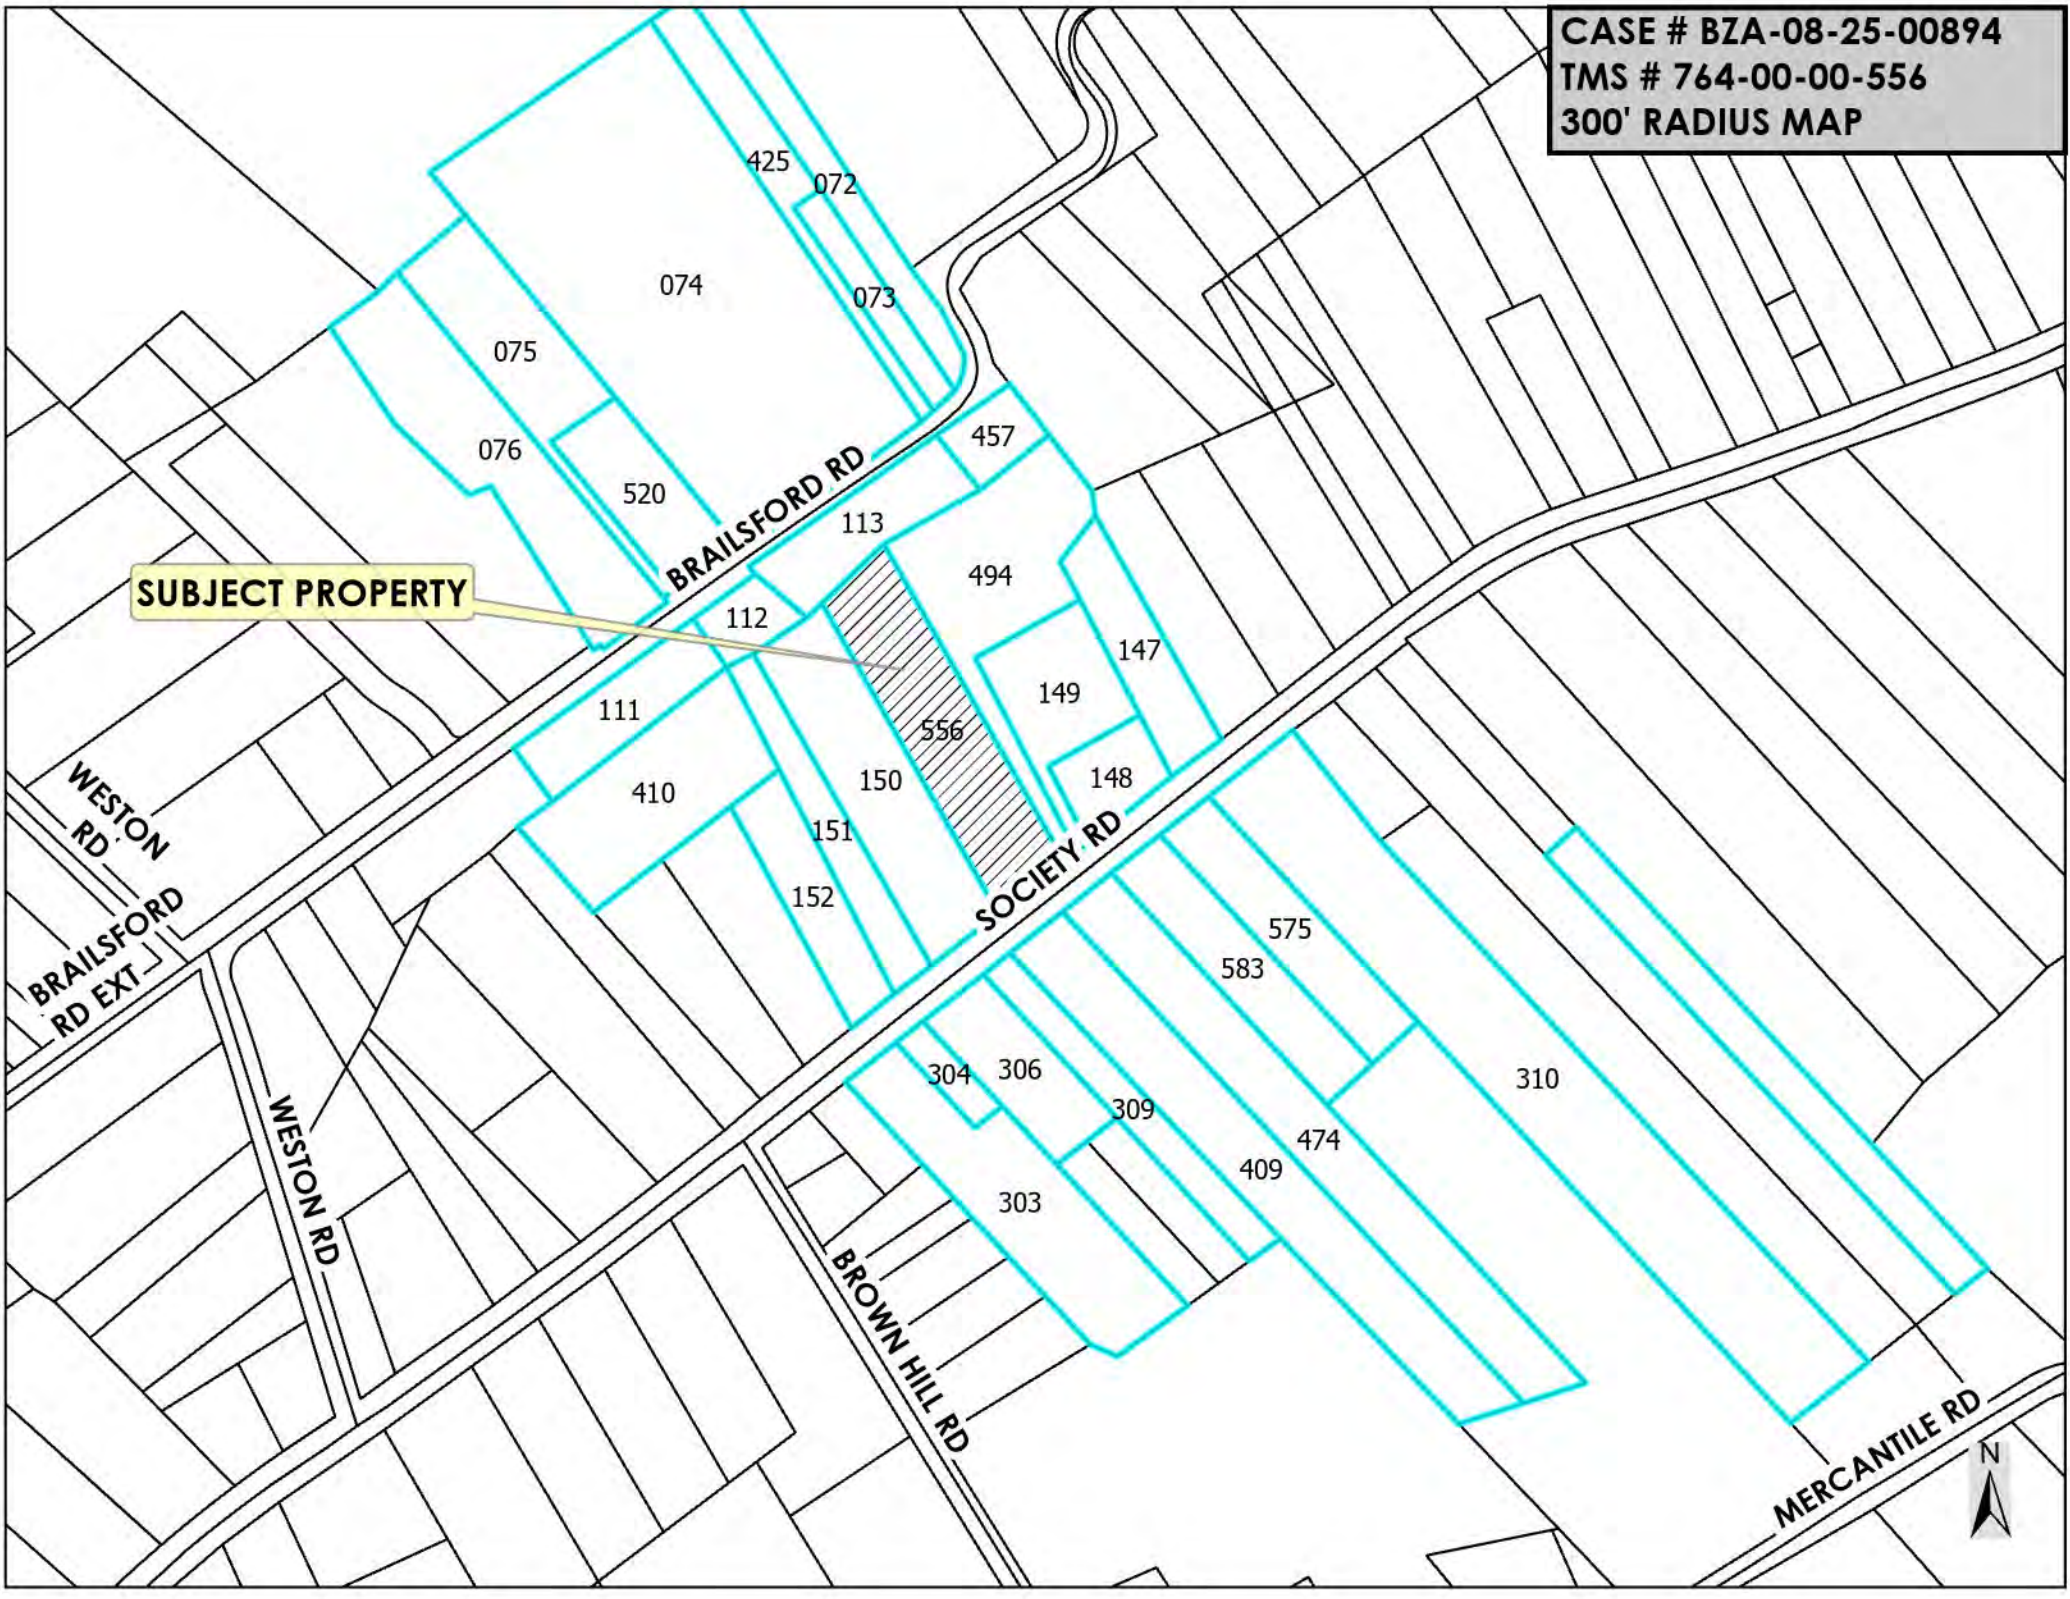 CASE # BZA-08-25-00894
TMS # 764-00-00-556
300' RADIUS MAP
425
072
074
073
075
076
457
520
BRAILSFORD RD
113
494
SUBJECT PROPERTY
112
147
149
111
556
148
150
410
151
WESTON
RD
152
SOCIETY RD
BRAILSFORD
RD EXT
575
583
304
306
309
310
474
409
303
WESTON RD
BROWN HILL RD
MERCANTILE RD
N